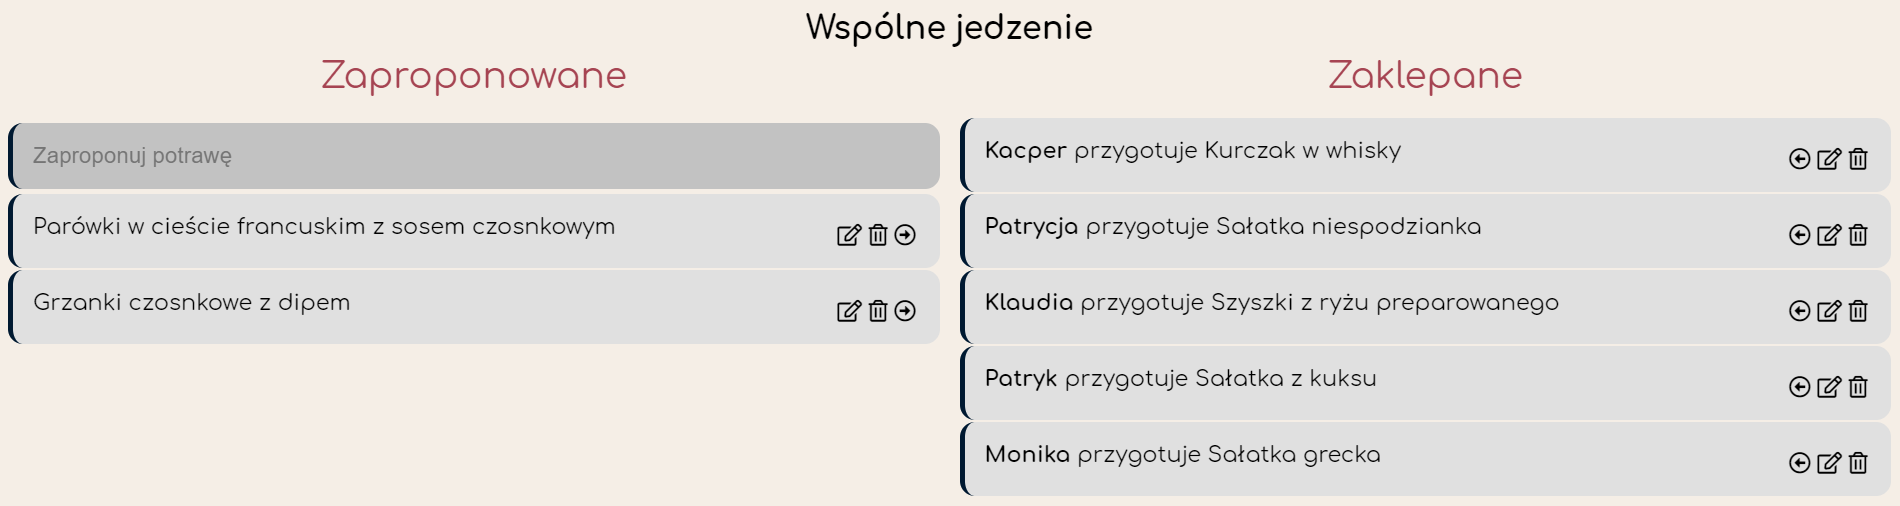 Wspólne jedzenie
Zaproponowane
Zaproponuj potrawę
Parówki w cieście francuskim z sosem czosnkowym
Grzanki czosnkowe z dipem
Zaklepane
Kacper przygotuje Kurczak w whisky
Patrycja przygotuje Sałatka niespodzianka
Klaudia przygotuje Szyszki z ryżu preparowanego
Patryk przygotuje Sałatka z kuksu
Monika przygotuje Sałatka grecka